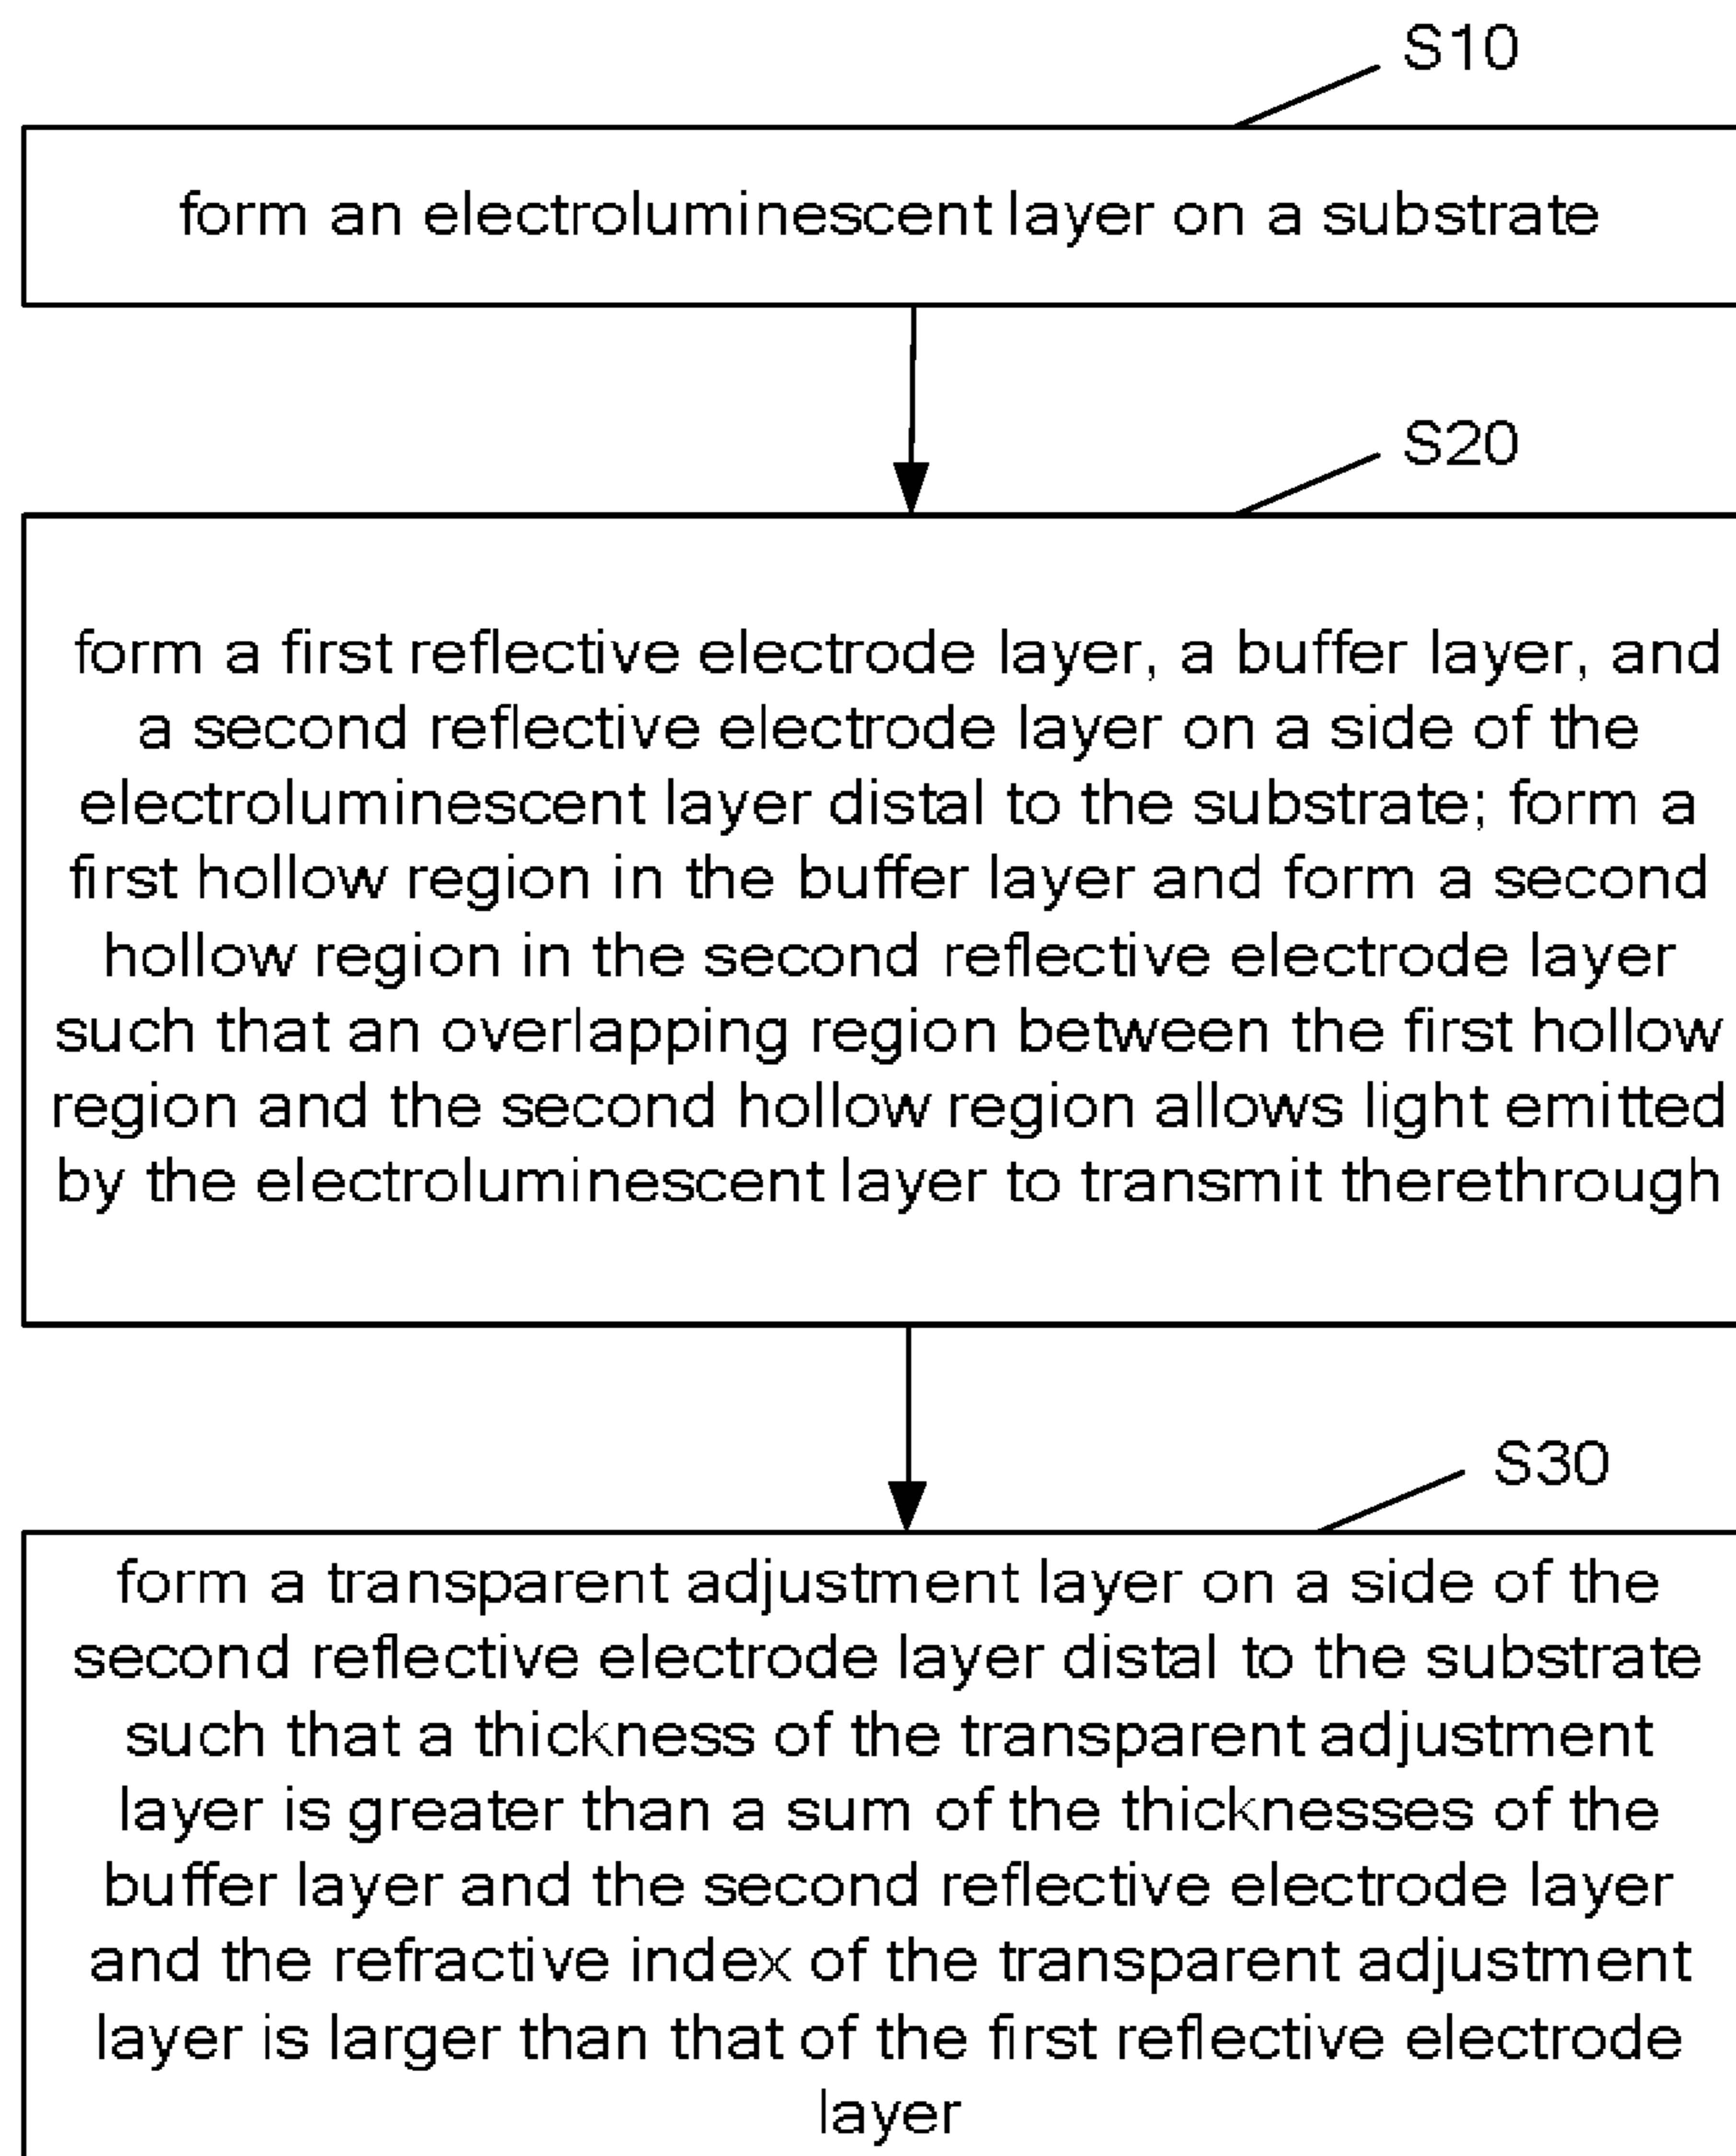 S10
form an electroluminescent layer on a substrate
S20
form a first reflective electrode layer, a buffer layer, and
a second reflective electrode layer on a side of the
electroluminescent layer distal to the substrate; form a
first hollow region in the buffer layer and form a second
hollow region in the second reflective electrode layer
such that an overlapping region between the first hollow
region and the second hollow region allows light emitted
by the electroluminescent layer to transmit therethrough
S30
form a transparent adjustment layer on a side of the
second reflective electrode layer distal to the substrate
such that a thickness of the transparent adjustment
layer is greater than a sum of the thicknesses of the
buffer layer and the second reflective electrode layer
and the refractive index of the transparent adjustment
layer is larger than that of the first reflective electrode
layer